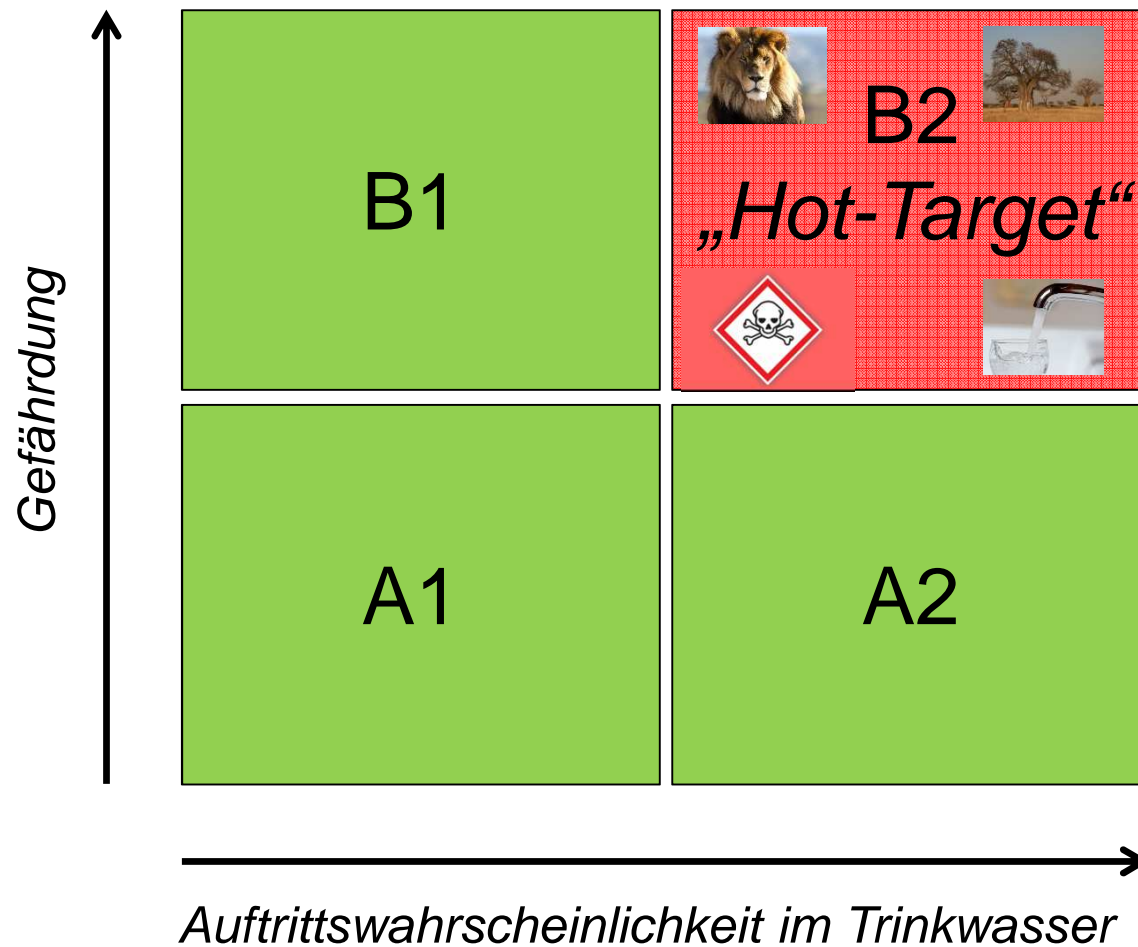 B1
B2
„Hot-Target“
Gefährdung
A1
A2
Auftrittswahrscheinlichkeit im Trinkwasser